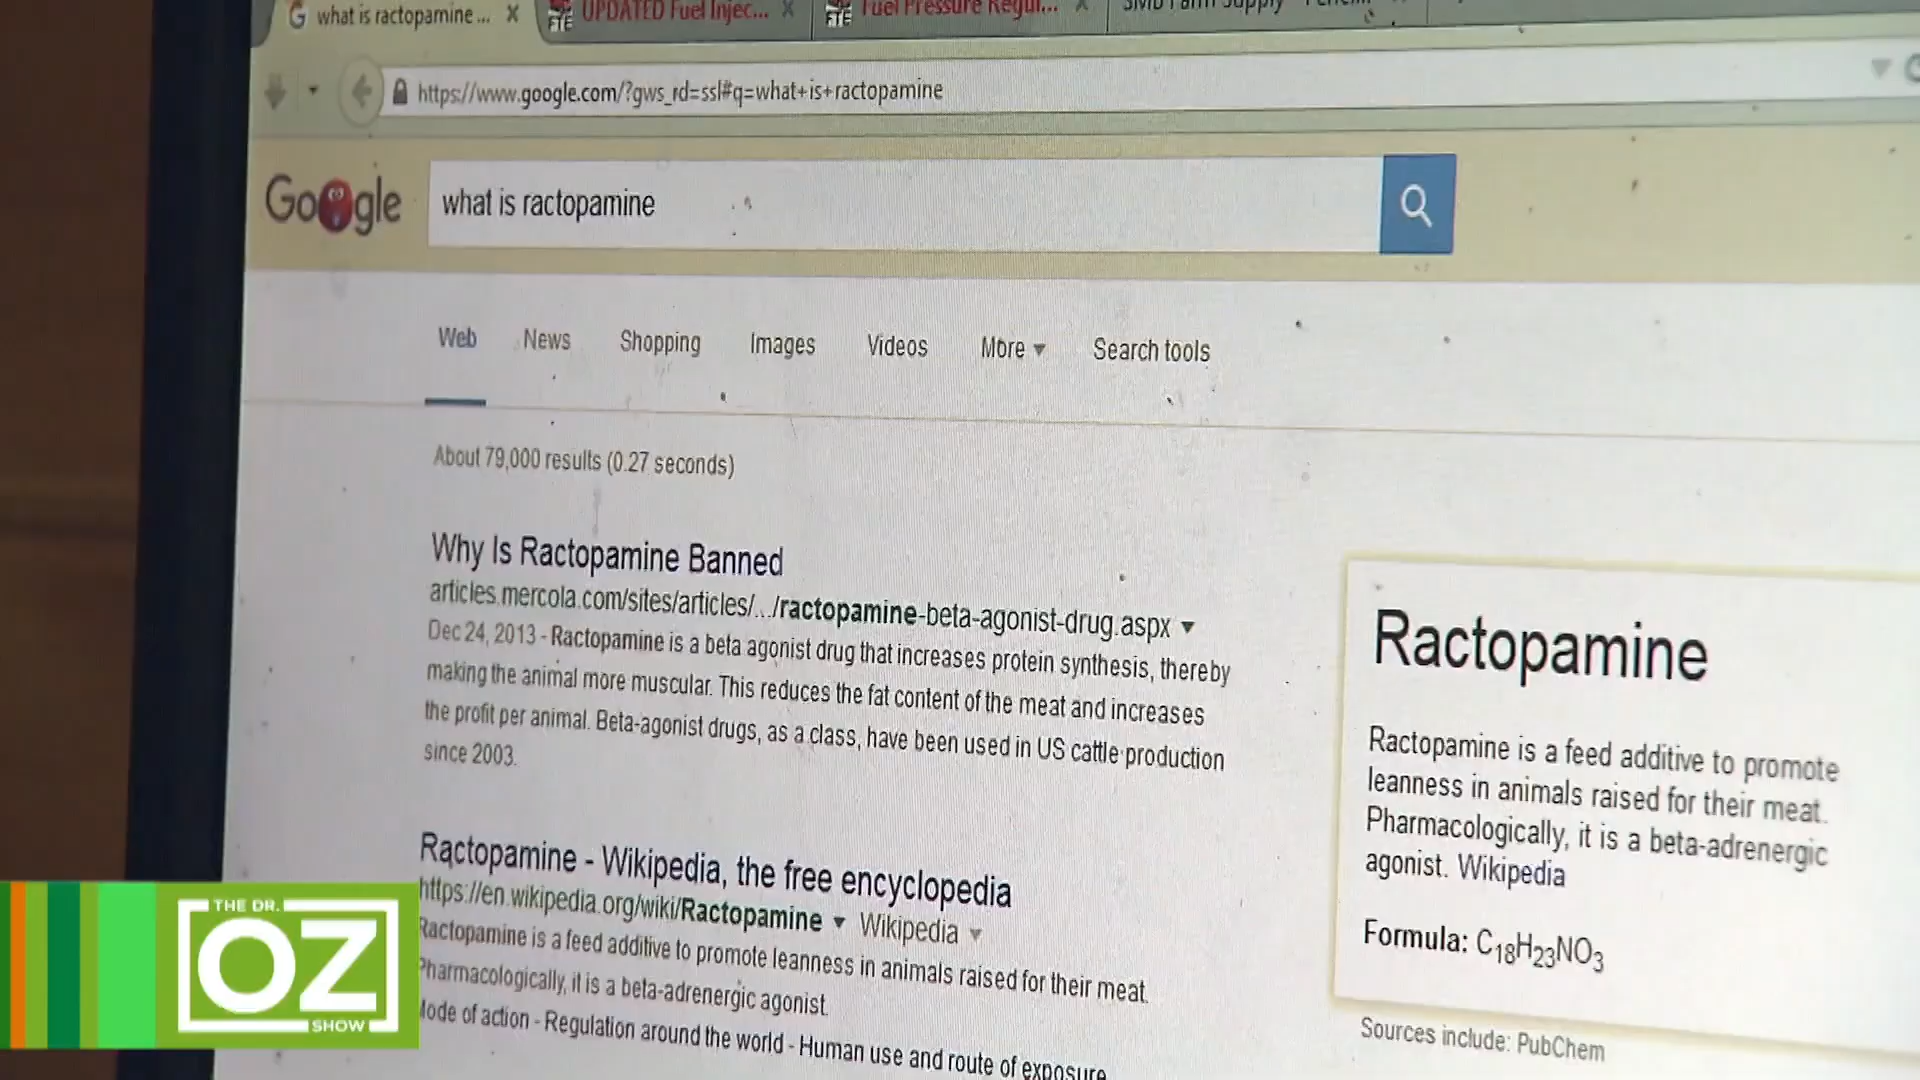 what is ractopamine ...
FTE UPDATED Fuel Injec...
FTE Fuel Pressure Regul...
Farm Supply
https://www.google.com/?gws_rd=ssl#q=what+is+ractopamine
Google
what is ractopamine
Web News Shopping Images Videos More Search tools
About 79,000 results (0.27 seconds)
Why Is Ractopamine Banned
articles.mercola.com/sites/articles/.../ractopamine-beta-agonist-drug.aspx
Dec 24, 2013 - Ractopamine is a beta agonist drug that increases protein synthesis, thereby
making the animal more muscular. This reduces the fat content of the meat and increases
the profit per animal. Beta-agonist drugs, as a class, have been used in US cattle production
since 2003.
Ractopamine - Wikipedia, the free encyclopedia
https://en.wikipedia.org/wiki/Ractopamine Wikipedia
Ractopamine is a feed additive to promote leanness in animals raised for their meat.
Pharmacologically, it is a beta-adrenergic agonist.
Mode of action - Regulation around the world - Human use and route of exposure
Ractopamine
Ractopamine is a feed additive to promote
leanness in animals raised for their meat.
Pharmacologically, it is a beta-adrenergic
agonist. Wikipedia
Formula: C18H23NO3
Sources include: PubChem
THE DR.
OZ
SHOW